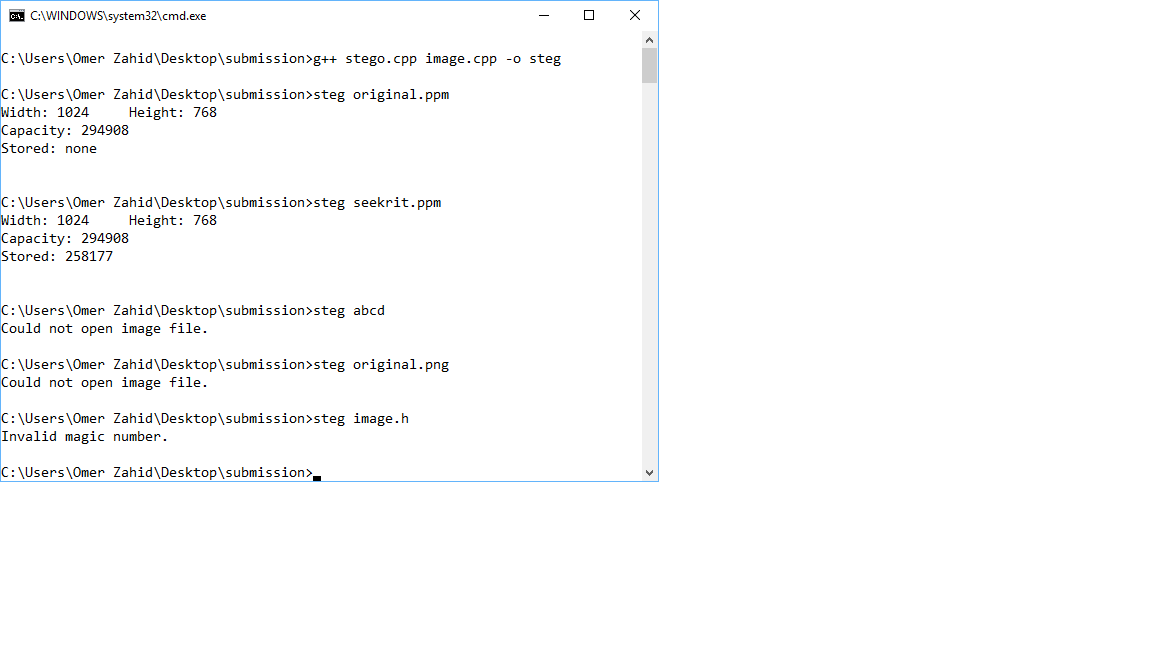 C:\WINDOWS\system32\cmd.exe
C:\Users\Omer Zahid\Desktop\submission>g++ stego.cpp image.cpp -o steg
C:\Users\Omer Zahid\Desktop\submission>steg original.ppm
Width: 1024     Height: 768
Capacity: 294908
Stored: none
C:\Users\Omer Zahid\Desktop\submission>steg seekrit.ppm
Width: 1024     Height: 768
Capacity: 294908
Stored: 258177
C:\Users\Omer Zahid\Desktop\submission>steg abcd
Could not open image file.
C:\Users\Omer Zahid\Desktop\submission>steg original.png
Could not open image file.
C:\Users\Omer Zahid\Desktop\submission>steg image.h
Invalid magic number.
C:\Users\Omer Zahid\Desktop\submission>